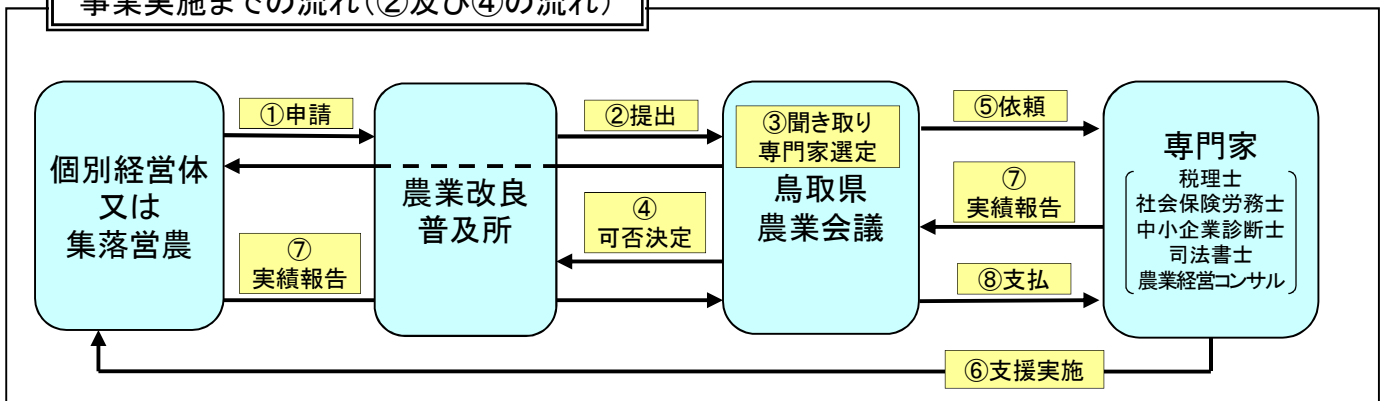 事業実施までの流れ(②及び④の流れ)
個別経営体
又は
集落営農
①申請
⑦
実績報告
農業改良
普及所
②提出
④
可否決定
③聞き取り
専門家選定
鳥取県
農業会議
⑤依頼
⑦
実績報告
⑧支払
専門家
税理士
社会保険労務士
中小企業診断士
司法書士
農業経営コンサル
⑥支援実施